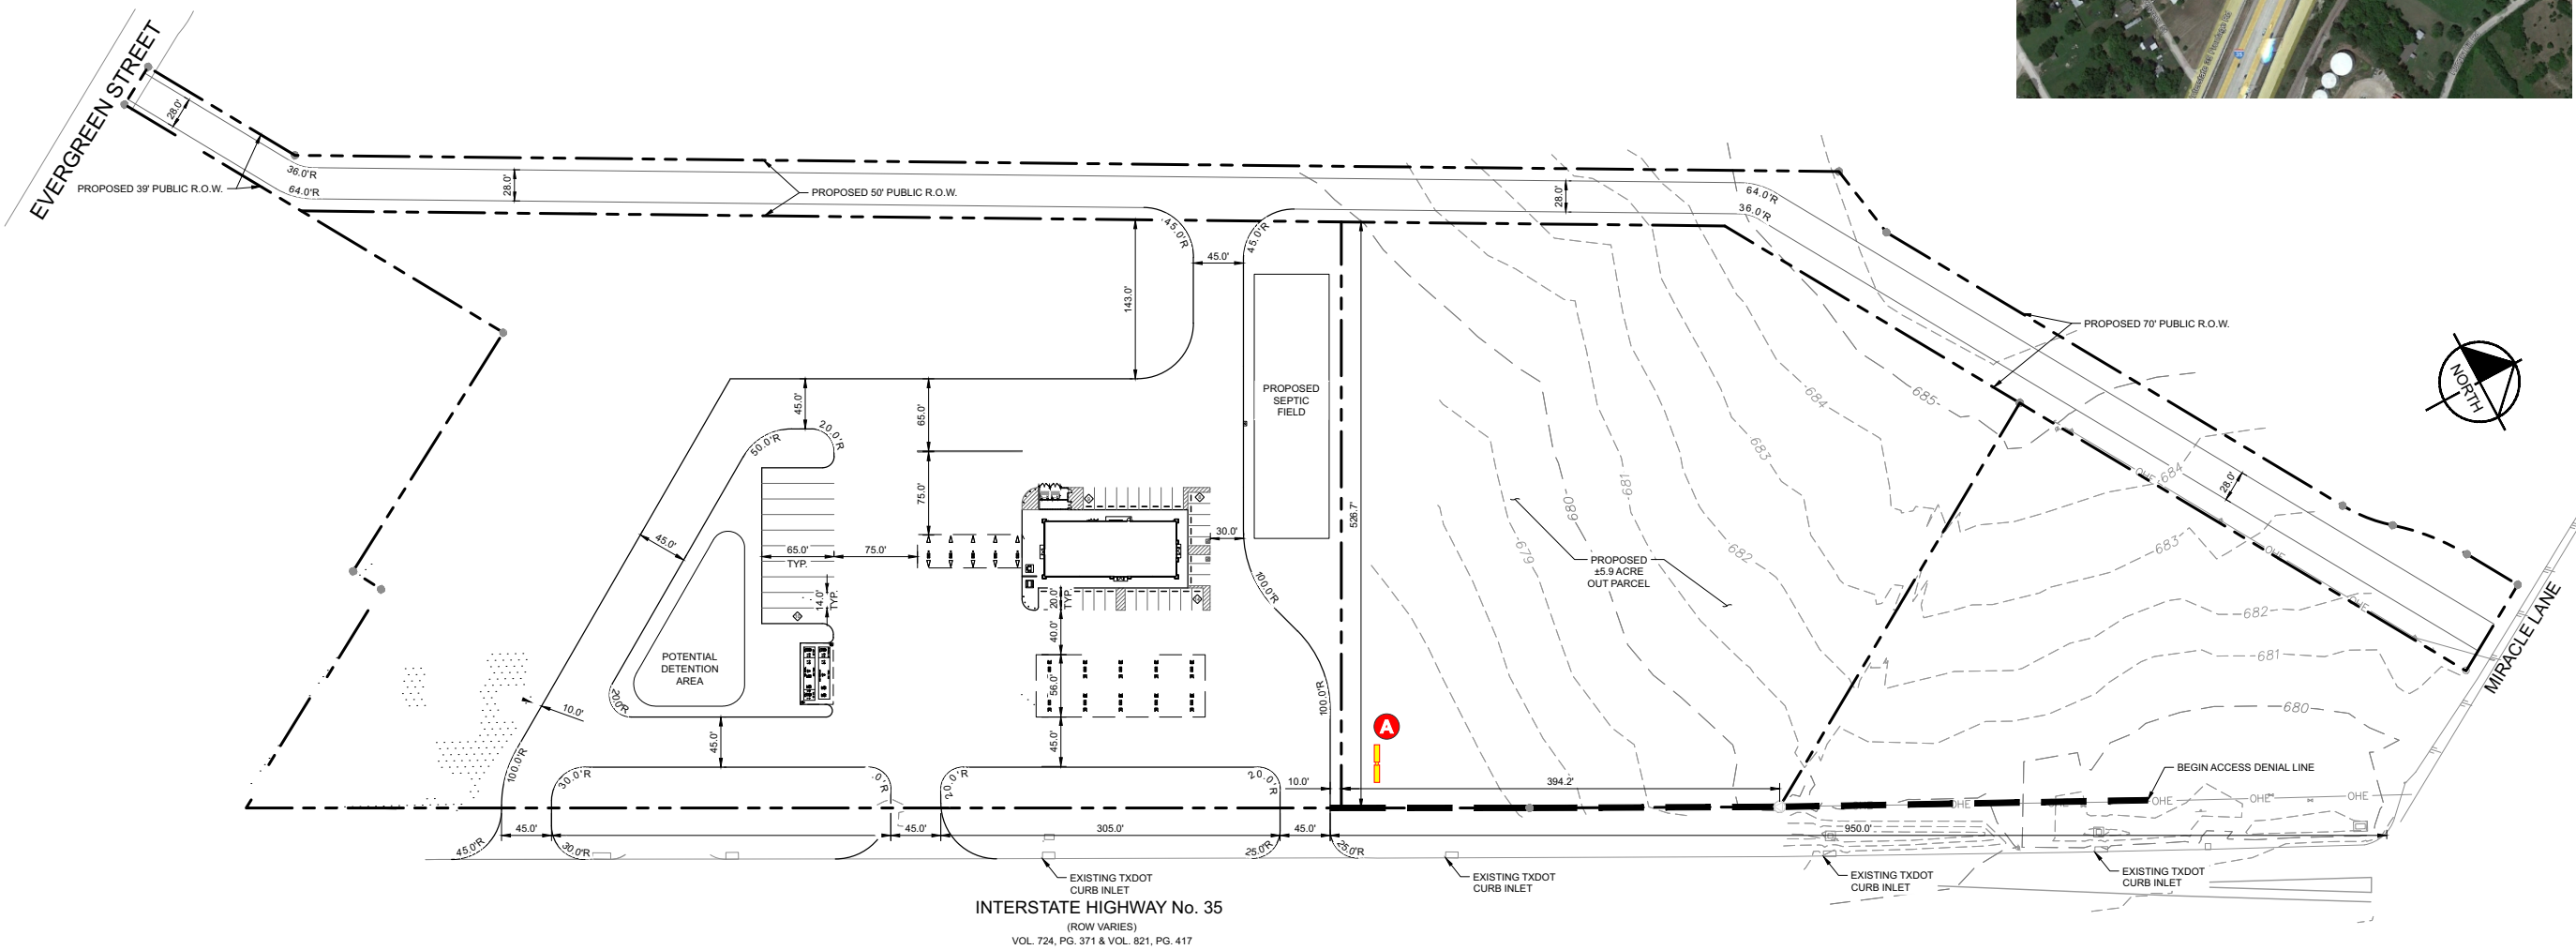 EVERGREEN STREET
28.0'
PROPOSED 39' PUBLIC R.O.W.
36.0'R
64.0'R
28.0'
PROPOSED 50' PUBLIC R.O.W.
28.0'
64.0'R
36.0'R
45.0'R
45.0'R
45.0'
143.0'
PROPOSED 70' PUBLIC R.O.W.
NORTH
PROPOSED
SEPTIC
FIELD
45.0'
65.0'
20.0'R
50.0'R
75.0'
45.0'
65.0'
TYP.
75.0'
30.0'
526.7'
14.0'
TYP.
20.0'
TYP.
40.0'
56.0'
45.0'
100.0'R
100.0'R
POTENTIAL
DETENTION
AREA
20.0'R
10.0'
45.0'
100.0'R
30.0'R
20.0'R
20.0'R
10.0'
A
679
680
681
682
683
684
685
PROPOSED
±5.9 ACRE
OUT PARCEL
OHE
684
28.0'
683
OHE
OHE
682
681
680
MIRACLE LANE
394.2'
BEGIN ACCESS DENIAL LINE
OHE
OHE
OHE
OHE
OHE
45.0'
45.0'
305.0'
45.0'
950.0'
45.0'R
30.0'R
25.0'R
25.0'R
EXISTING TXDOT
CURB INLET
EXISTING TXDOT
CURB INLET
EXISTING TXDOT
CURB INLET
EXISTING TXDOT
CURB INLET
INTERSTATE HIGHWAY No. 35
(ROW VARIES)
VOL. 724, PG. 371 & VOL. 821, PG. 417